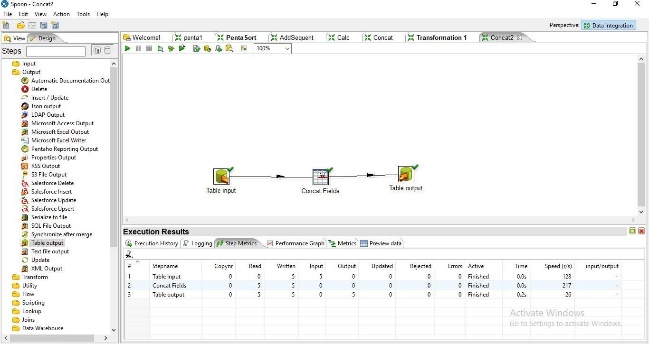 Spoon - Concat2
File Edit View Action Tools Help
Perspective: Data Integration
View Design
Welcome! penta1 PentaSort AddSequent Calc Concat Transformation 1 Concat2
Steps
100%
Input
Output
Automatic Documentation Out
Delete
Insert / Update
Json output
LDAP Output
Microsoft Access Output
Microsoft Excel Output
Microsoft Excel Writer
Pentaho Reporting Output
Properties Output
RSS Output
S3 File Output
Salesforce Delete
Salesforce Insert
Salesforce Update
Salesforce Upsert
Serialize to file
SQL File Output
Synchronize after merge
Table output
Text file output
Update
XML Output
Transform
Utility
Flow
Scripting
Lookup
Joins
Data Warehouse
Table input
Concat Fields
Table output
Execution Results
Execution History Logging Step Metrics Performance Graph Metrics Preview data
# Stepname Copynr Read Written Input Output Updated Rejected Errors Active Time Speed (r/s) input/output
1 Table input 0 0 5 5 0 0 0 0 Finished 0.0s 128 -
2 Concat Fields 0 5 5 0 0 0 0 0 Finished 0.0s 217 -
3 Table output 0 5 5 0 5 0 0 0 Finished 0.2s 26 -
Activate Windows
Go to Settings to activate Windows.